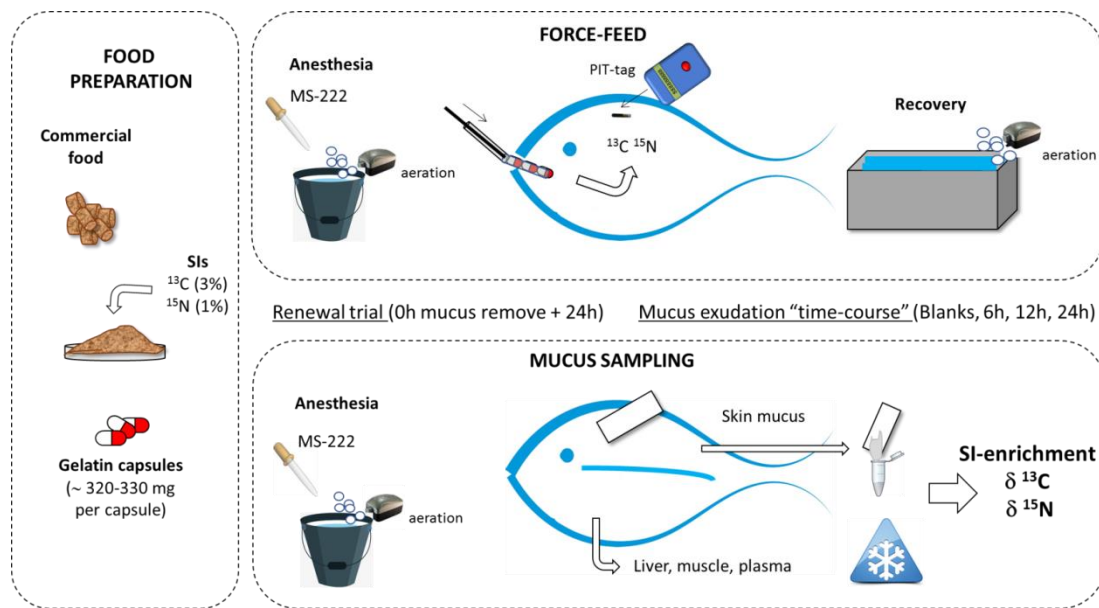 FOOD
PREPARATION
Commercial
food
SIs
¹³C (3%)
¹⁵N (1%)
Gelatin capsules
(~ 320-330 mg
per capsule)
FORCE-FEED
Anesthesia
MS-222
aeration
PIT-tag
¹³C ¹⁵N
Recovery
aeration
Renewal trial (0h mucus remove + 24h)
Mucus exudation “time-course” (Blanks, 6h, 12h, 24h)
MUCUS SAMPLING
Anesthesia
MS-222
aeration
Skin mucus
Liver, muscle, plasma
SI-enrichment
δ ¹³C
δ ¹⁵N